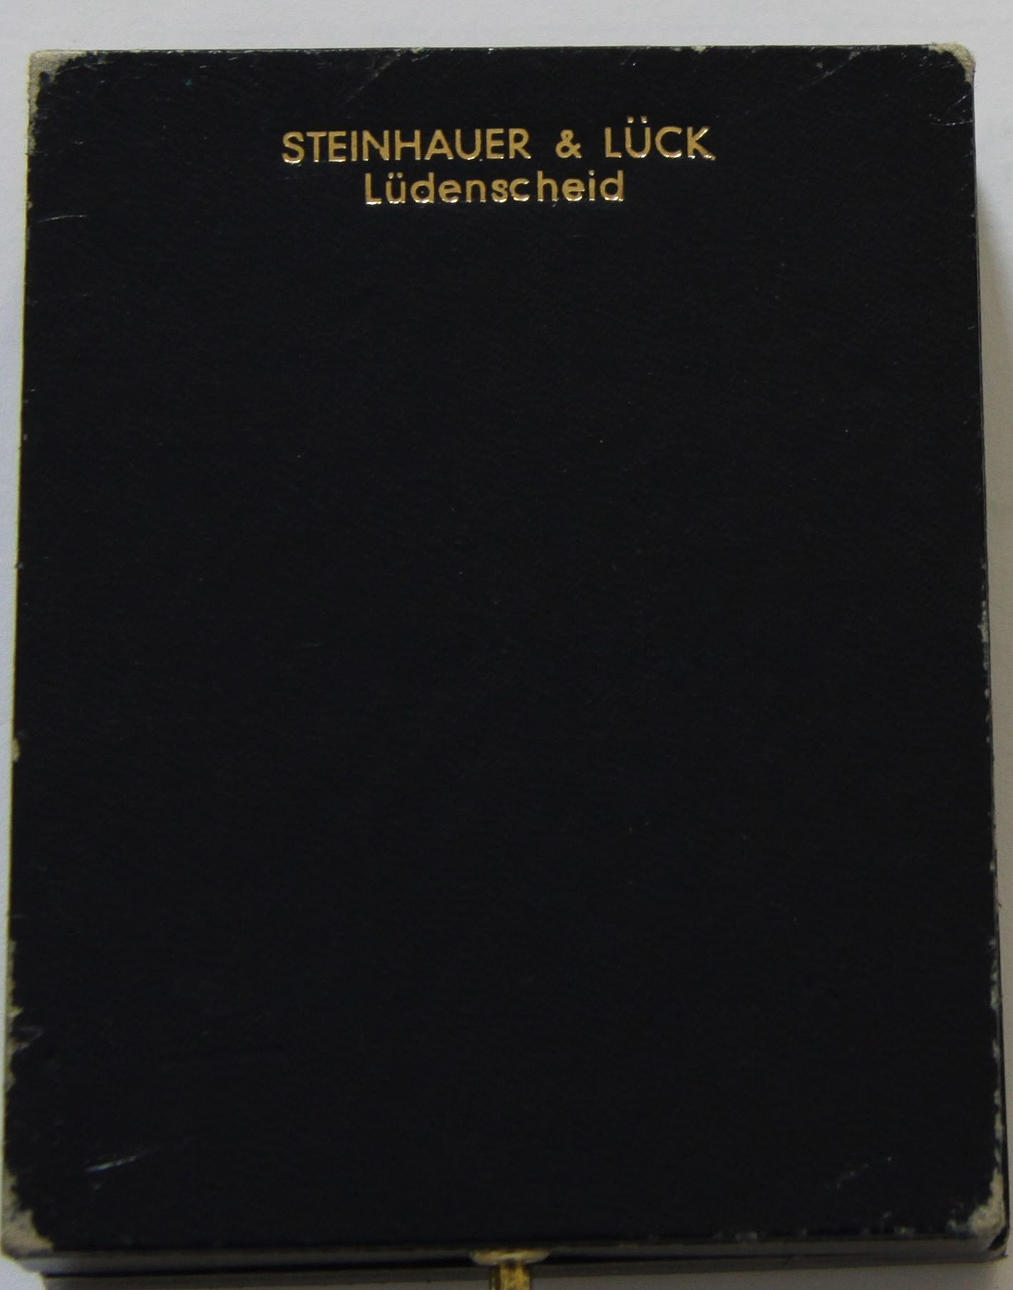 STEINHAUER & LÜCK
Lüdenscheid